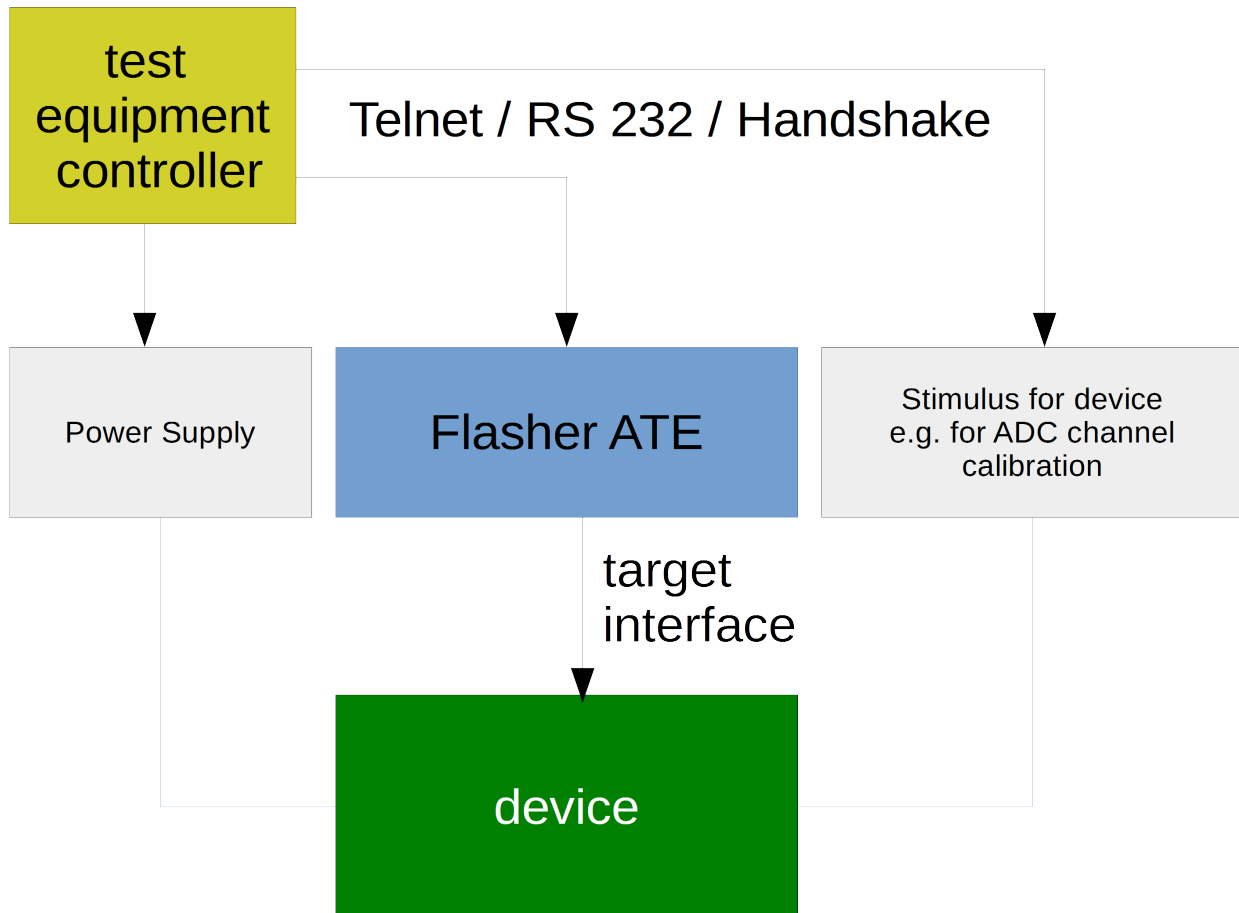 test
equipment
controller
Telnet / RS 232 / Handshake
Power Supply
Flasher ATE
Stimulus for device
e.g. for ADC channel
calibration
target
interface
device